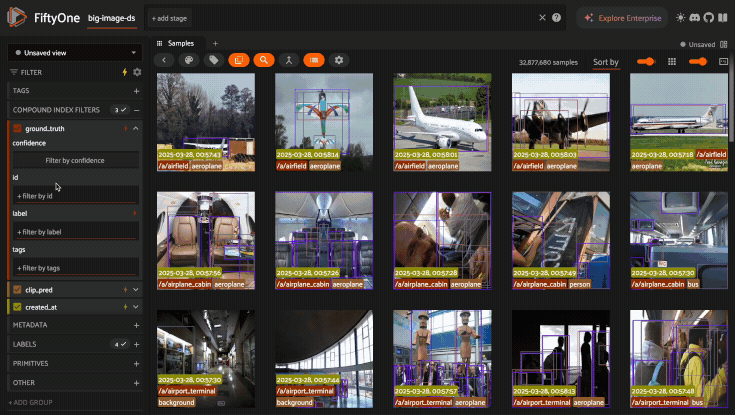 FiftyOne
big-image-ds
+ add stage
Explore Enterprise
Unsaved view
Samples
+
Unsaved
FILTER
32,877,680 samples
Sort by
TAGS
COMPOUND INDEX FILTERS
3
ground_truth
confidence
Filter by confidence
id
+ filter by id
label
+ filter by label
tags
+ filter by tags
clip_pred
created_at
METADATA
LABELS
4
PRIMITIVES
OTHER
+ ADD GROUP
2025-03-28, 00:57:43
/a/airfield aeroplane
2025-03-28, 00:58:14
/a/airfield aeroplane
2025-03-28, 00:58:01
/a/airfield aeroplane
2025-03-28, 00:58:03
/a/airfield aeroplane
2025-03-28, 00:57:18 /a/airfield
aeroplane
2025-03-28, 00:57:56
/a/airplane_cabin aeroplane
2025-03-28, 00:57:26
/a/airplane_cabin aeroplane
2025-03-28, 00:57:28
/a/airplane_cabin aeroplane
2025-03-28, 00:57:49
/a/airplane_cabin person
2025-03-28, 00:57:30
/a/airplane_cabin bus
2025-03-28, 00:57:30
/a/airport_terminal
background
2025-03-28, 00:57:44
/a/airport_terminal
background
2025-03-28, 00:57:57
/a/airport_terminal aeroplane
2025-03-28, 00:58:13
/a/airport_terminal aeroplane
2025-03-28, 00:57:48
/a/airport_terminal bus